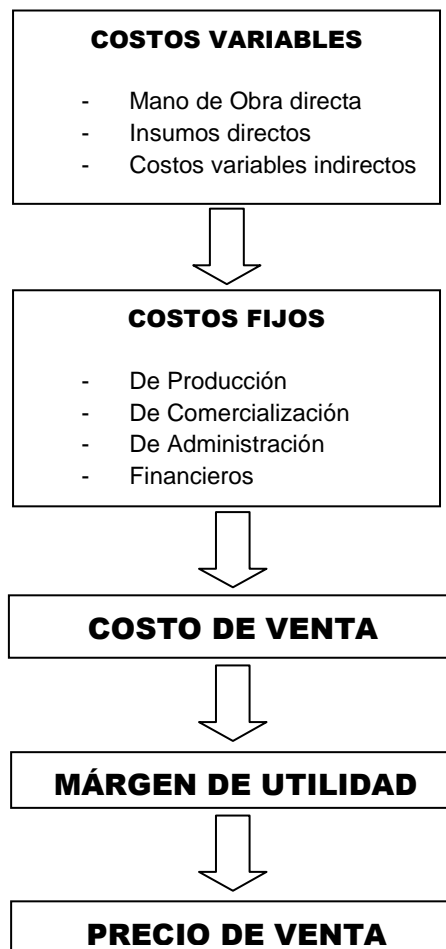 COSTOS VARIABLES
- Mano de Obra directa
- Insumos directos
- Costos variables indirectos
COSTOS FIJOS
- De Producción
- De Comercialización
- De Administración
- Financieros
COSTO DE VENTA
MÁRGEN DE UTILIDAD
PRECIO DE VENTA